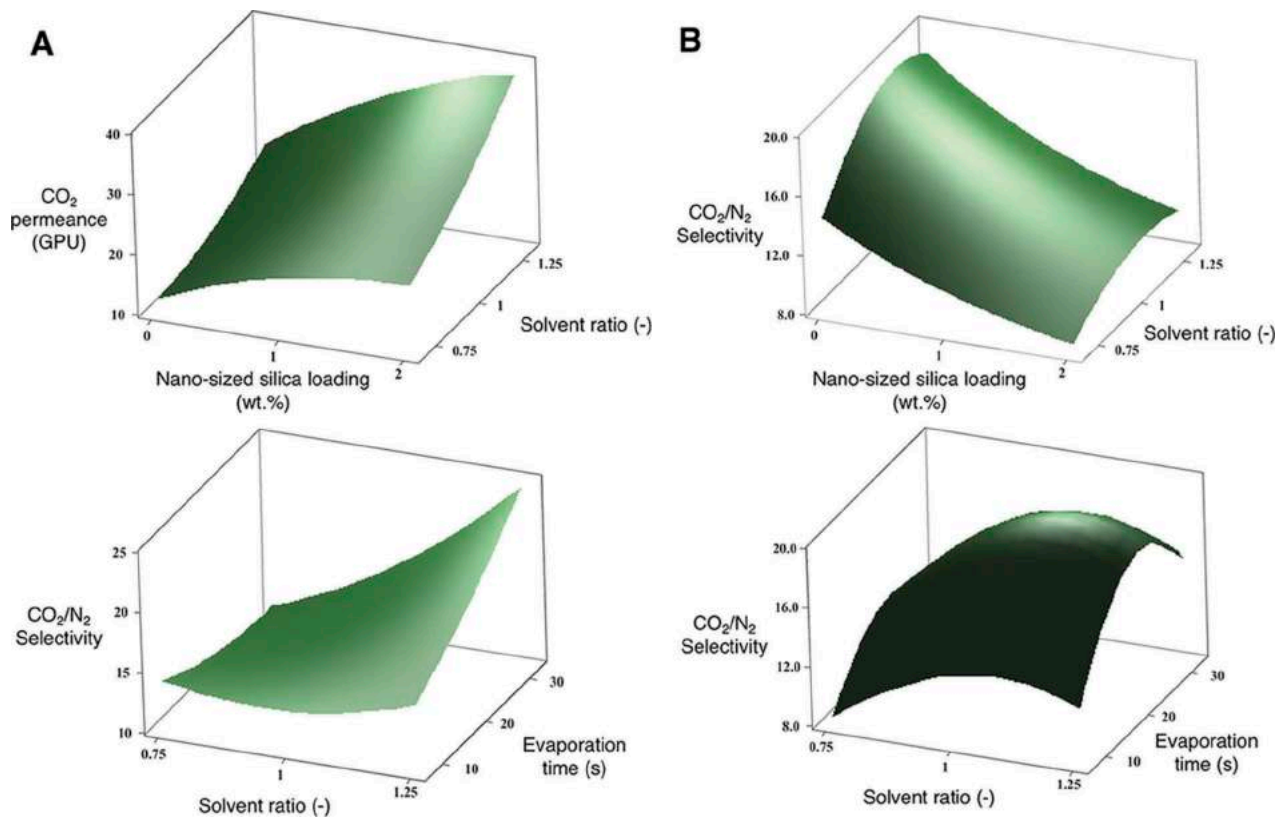 A
40
30
20
10
CO₂
permeance
(GPU)
0
1
2
Nano-sized silica loading
(wt.%)
0.75
1
1.25
Solvent ratio (-)
B
20.0
16.0
12.0
8.0
CO₂/N₂
Selectivity
0
1
2
Nano-sized silica loading
(wt.%)
0.75
1
1.25
Solvent ratio (-)
25
20
15
10
CO₂/N₂
Selectivity
0.75
1
1.25
Solvent ratio (-)
10
20
30
Evaporation
time (s)
20.0
16.0
12.0
8.0
CO₂/N₂
Selectivity
0.75
1
1.25
Solvent ratio (-)
10
20
30
Evaporation
time (s)